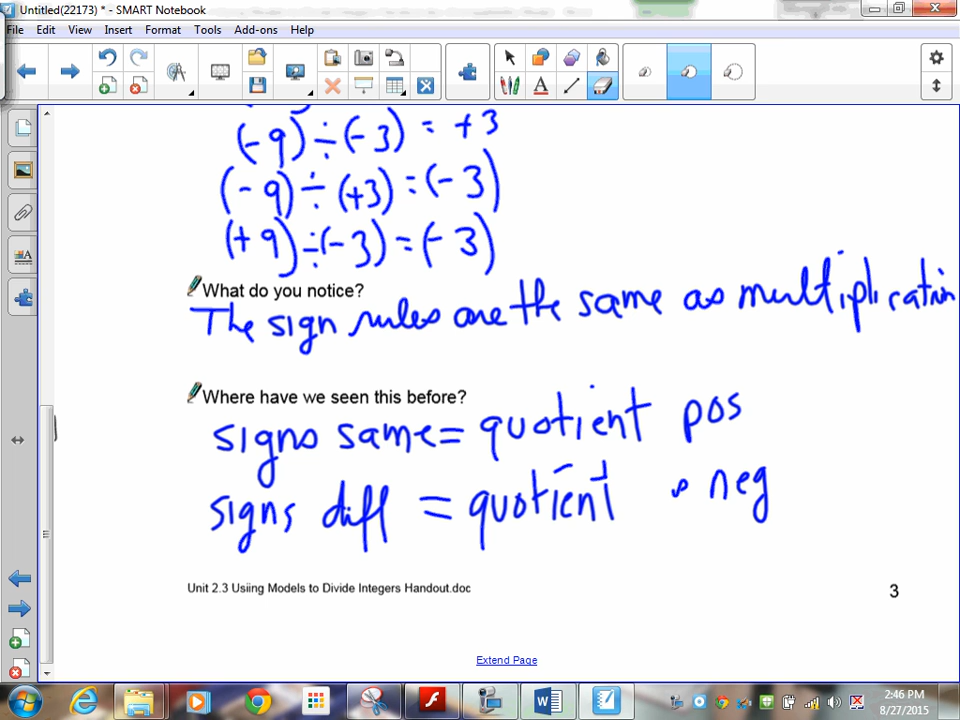 Untitled(22173) * - SMART Notebook
File Edit View Insert Format Tools Add-ons Help
(-9) ÷ (-3) = +3
(-9) ÷ (+3) = (-3)
(+9) ÷ (-3) = (-3)
What do you notice?
The sign rules are the same as multiplication
Where have we seen this before?
signs same = quotient pos
signs diff = quotient neg
Unit 2.3 Usiing Models to Divide Integers Handout.doc
3
Extend Page
2:46 PM
8/27/2015